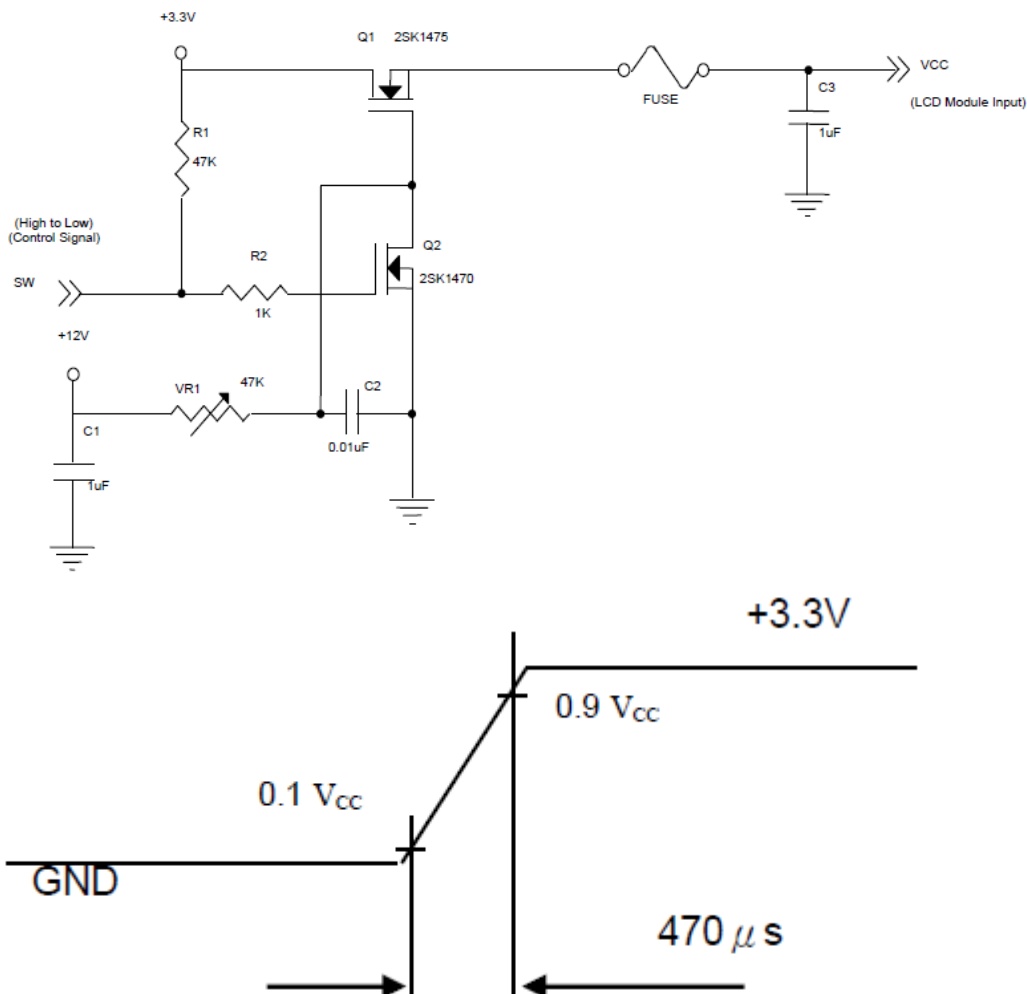 +3.3V
Q1 2SK1475
R1
47K
FUSE
C3
1uF
VCC
(LCD Module Input)
(High to Low)
(Control Signal)
SW
R2
1K
Q2
2SK1470
+12V
VR1
47K
C2
0.01uF
C1
1uF
+3.3V
0.9 VCC
0.1 VCC
GND
470 μs